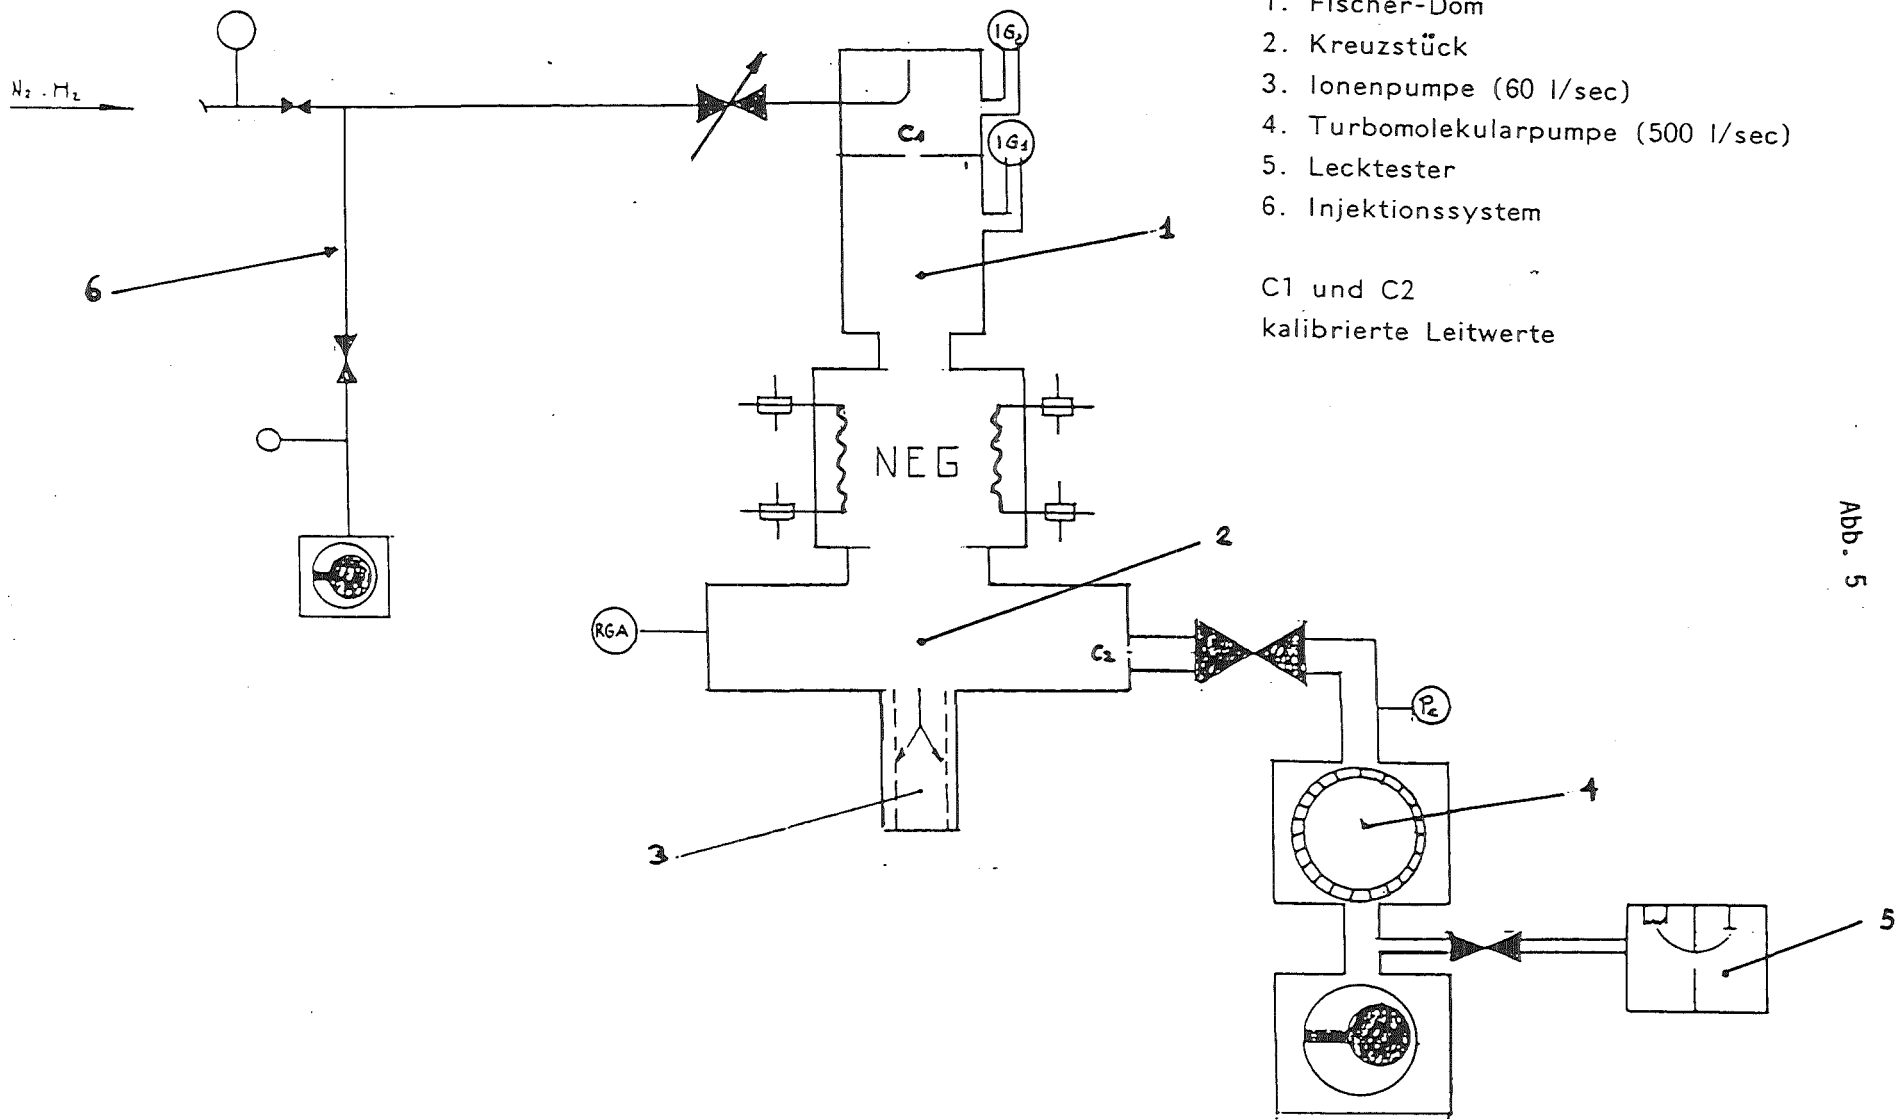 1. Fischer-Dom
2. Kreuzstück
3. Ionenpumpe (60 l/sec)
4. Turbomolekularpumpe (500 l/sec)
5. Lecktester
6. Injektionssystem
C1 und C2
kalibrierte Leitwerte
N₂ . H₂
IG₂
C1
IG₁
1
6
NEG
2
RGA
C2
3
4
5
Abb. 5